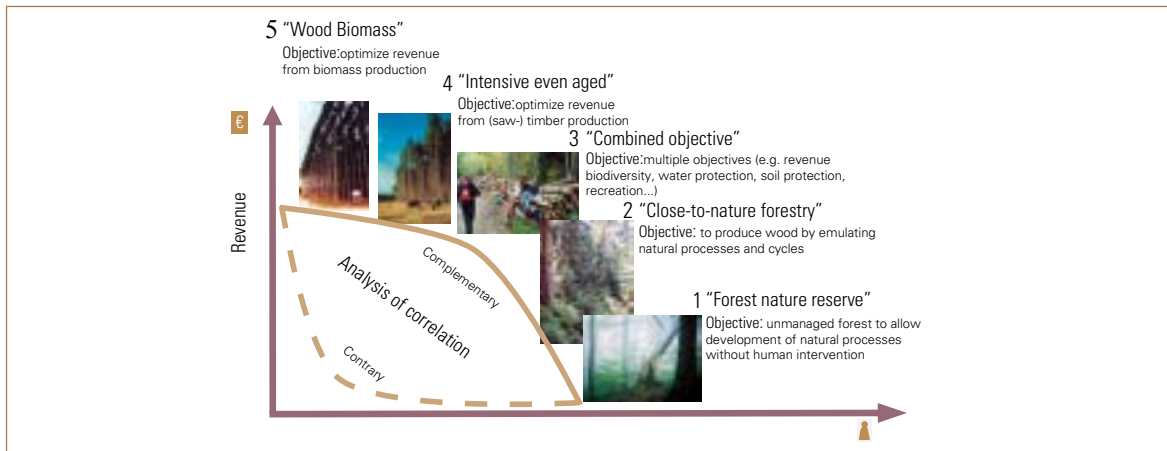 5 “Wood Biomass”
Objective:optimize revenue
from biomass production
4 “Intensive even aged”
Objective:optimize revenue
from (saw-) timber production
3 “Combined objective”
Objective:multiple objectives (e.g. revenue
biodiversity, water protection, soil protection,
recreation...)
2 “Close-to-nature forestry”
Objective: to produce wood by emulating
natural processes and cycles
1 “Forest nature reserve”
Objective: unmanaged forest to allow
development of natural processes
without human intervention
€
Revenue
Complementary
Analysis of correlation
Contrary